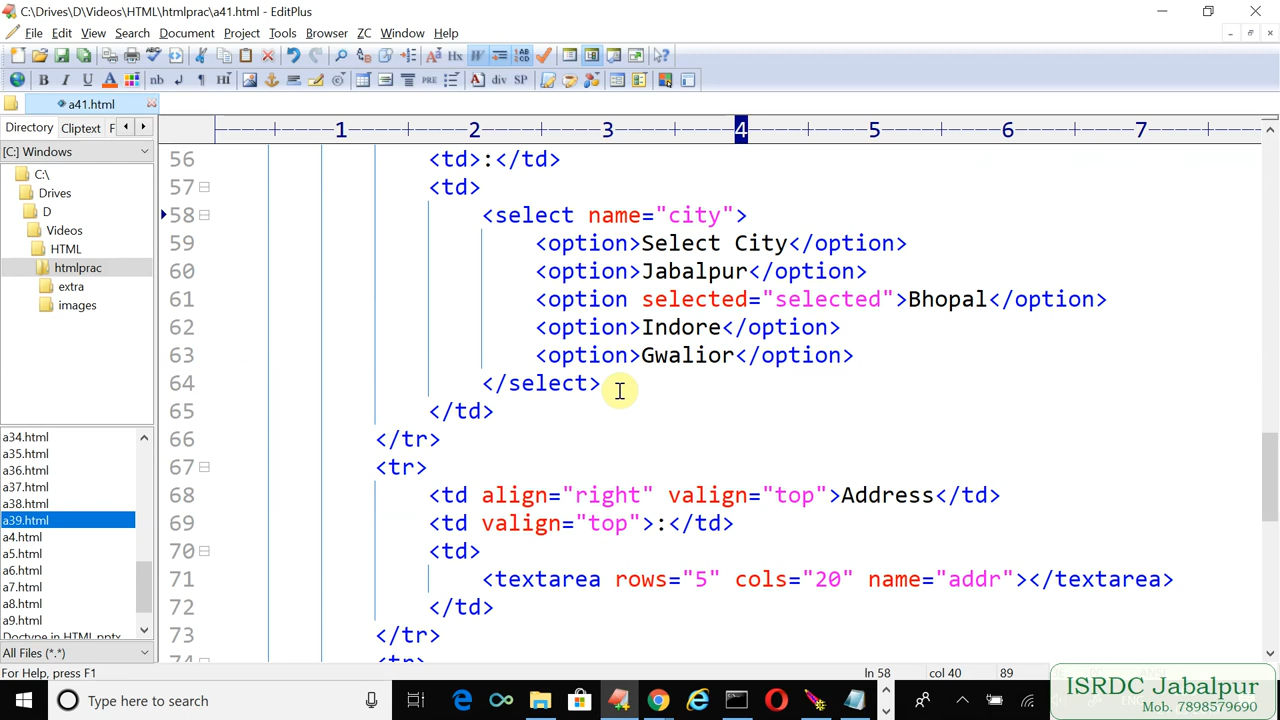 C:\Drives\D\Videos\HTML\htmlprac\a41.html - EditPlus
File Edit View Search Document Project Tools Browser ZC Window Help
a41.html
Directory Cliptext F
[C:] Windows
C:\
Drives
D
Videos
HTML
htmlprac
extra
images
a34.html
a35.html
a36.html
a37.html
a38.html
a39.html
a4.html
a5.html
a6.html
a7.html
a8.html
a9.html
Doctype in HTML.pptx
All Files (*.*)
1 2 3 4 5 6 7
56 <td>:</td>
57 <td>
58 <select name="city">
59 <option>Select City</option>
60 <option>Jabalpur</option>
61 <option selected="selected">Bhopal</option>
62 <option>Indore</option>
63 <option>Gwalior</option>
64 </select>
65 </td>
66 </tr>
67 <tr>
68 <td align="right" valign="top">Address</td>
69 <td valign="top">:</td>
70 <td>
71 <textarea rows="5" cols="20" name="addr"></textarea>
72 </td>
73 </tr>
74 <tr>
For Help, press F1
ln 58 col 40 89
Type here to search
ISRDC Jabalpur
Mob. 7898579690